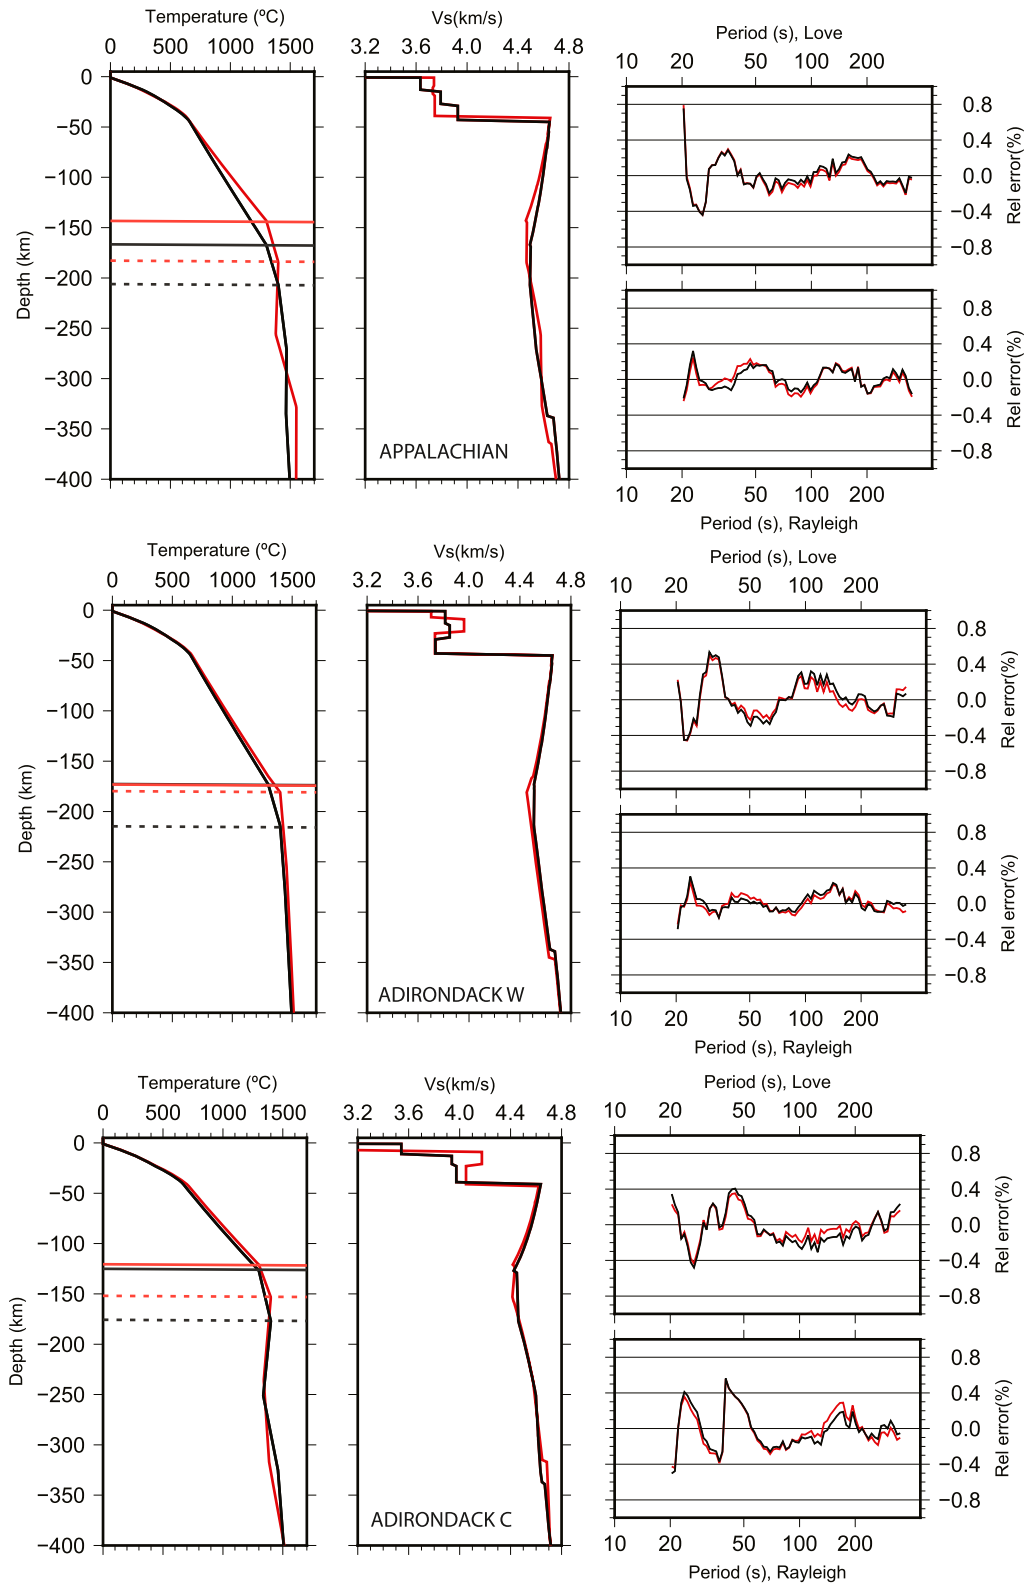 Temperature (ºC)
0 500 1000 1500
Vs(km/s)
3.2 3.6 4.0 4.4 4.8
Period (s), Love
10 20 50 100 200
0
−50
−100
−150
−200
−250
−300
−350
−400
Depth (km)
APPALACHIAN
0.8
0.4
0.0
−0.4
−0.8
Rel error(%)
0.8
0.4
0.0
−0.4
−0.8
Rel error(%)
10 20 50 100 200
Period (s), Rayleigh
Temperature (ºC)
0 500 1000 1500
Vs(km/s)
3.2 3.6 4.0 4.4 4.8
Period (s), Love
10 20 50 100 200
0
−50
−100
−150
−200
−250
−300
−350
−400
Depth (km)
ADIRONDACK W
0.8
0.4
0.0
−0.4
−0.8
Rel error(%)
0.8
0.4
0.0
−0.4
−0.8
Rel error(%)
10 20 50 100 200
Period (s), Rayleigh
Temperature (ºC)
0 500 1000 1500
Vs(km/s)
3.2 3.6 4.0 4.4 4.8
Period (s), Love
10 20 50 100 200
0
−50
−100
−150
−200
−250
−300
−350
−400
Depth (km)
ADIRONDACK C
0.8
0.4
0.0
−0.4
−0.8
Rel error(%)
0.8
0.4
0.0
−0.4
−0.8
Rel error(%)
10 20 50 100 200
Period (s), Rayleigh